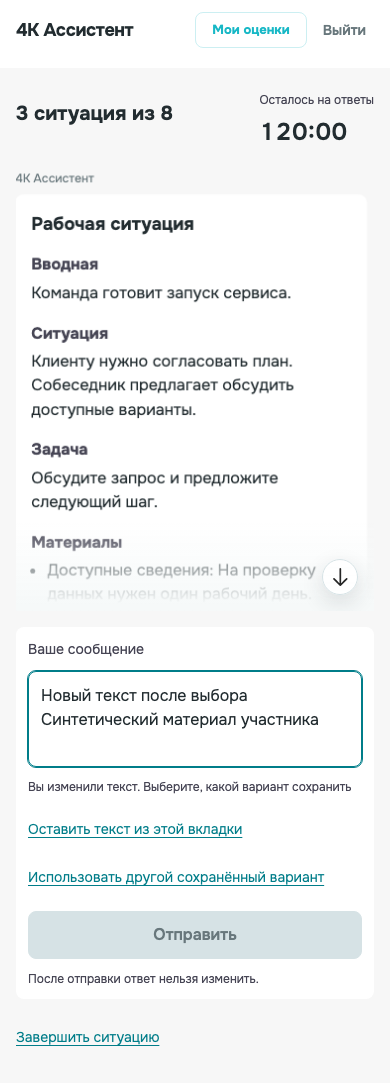 4К Ассистент
Мои оценки
Выйти
3 ситуация из 8
Осталось на ответы
120:00
4К Ассистент
Рабочая ситуация
Вводная
Команда готовит запуск сервиса.
Ситуация
Клиенту нужно согласовать план.
Собеседник предлагает обсудить
доступные варианты.
Задача
Обсудите запрос и предложите
следующий шаг.
Материалы
• Доступные сведения: На проверку
данных нужен один рабочий день.
Ваше сообщение
Новый текст после выбора
Синтетический материал участника
Вы изменили текст. Выберите, какой вариант сохранить
Оставить текст из этой вкладки
Использовать другой сохранённый вариант
Отправить
После отправки ответ нельзя изменить.
Завершить ситуацию